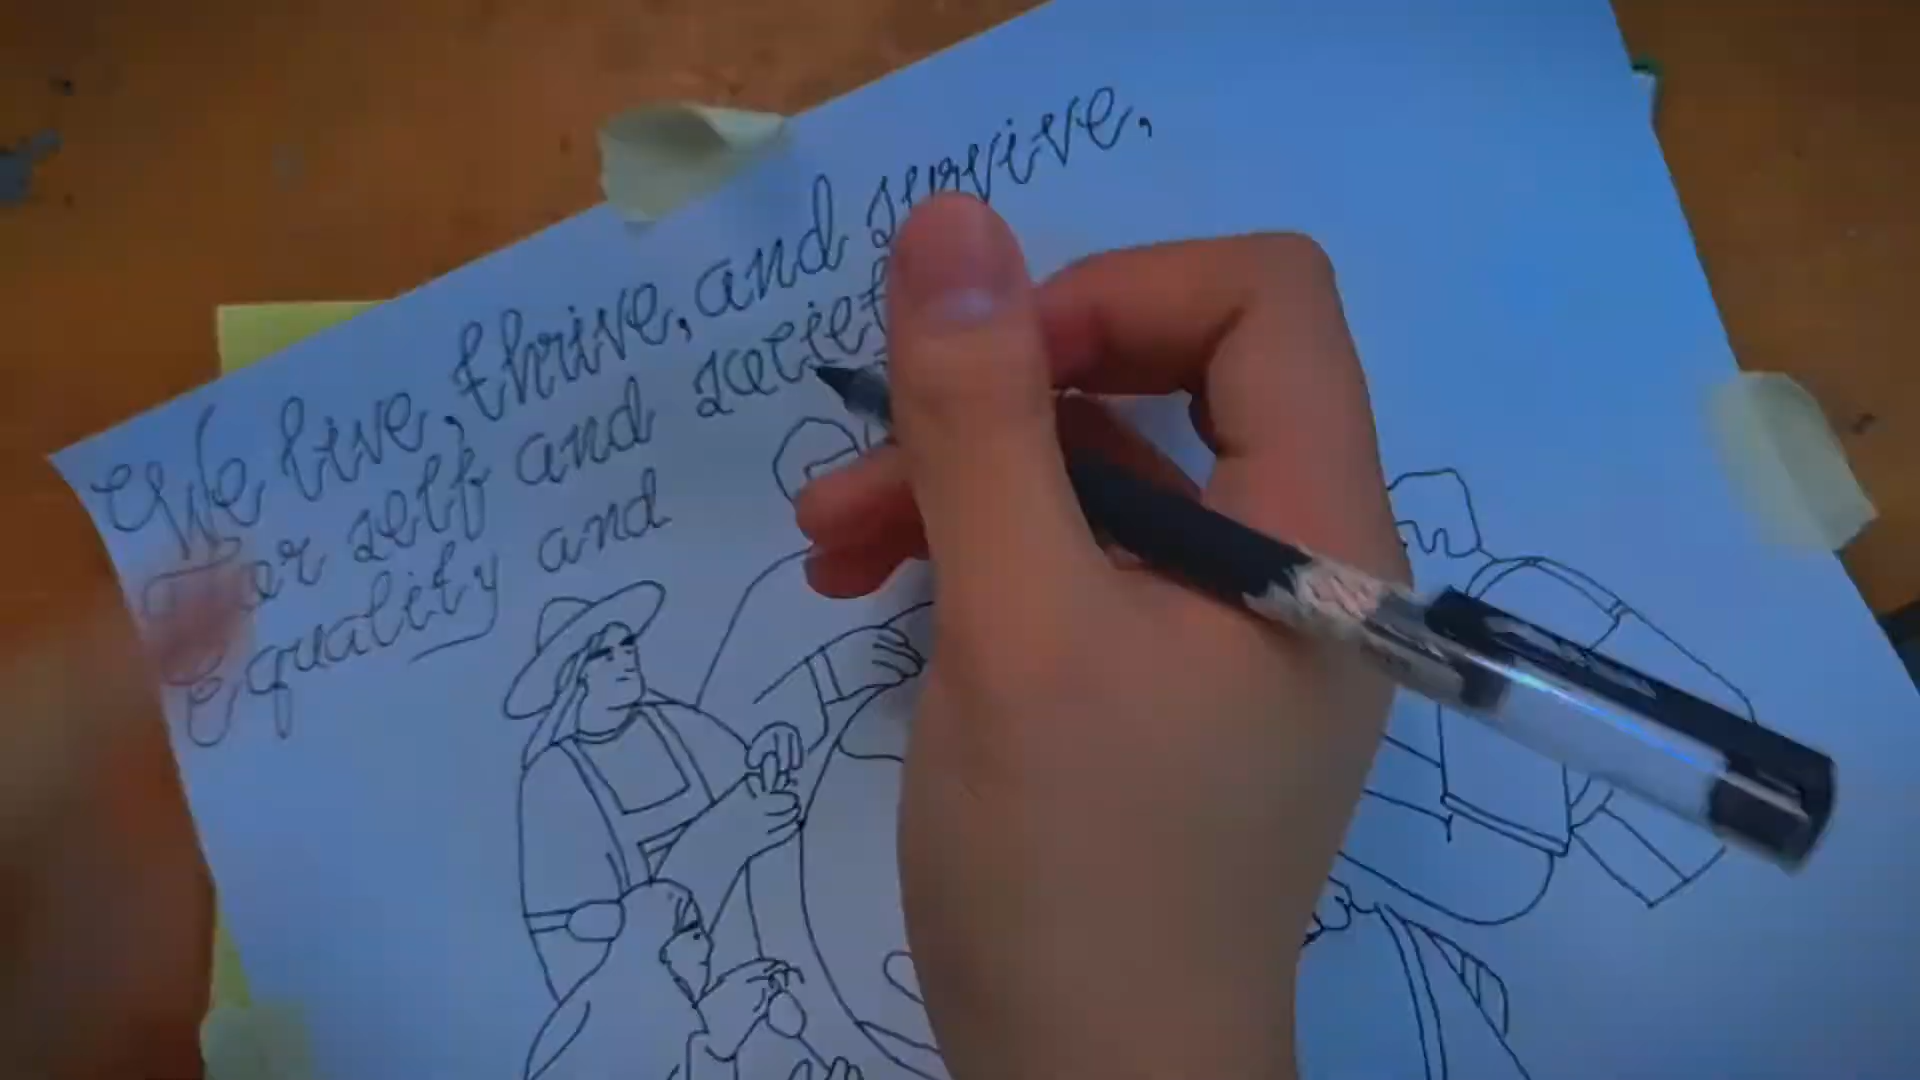 We live, thrive, and survive,
self and
Equality and